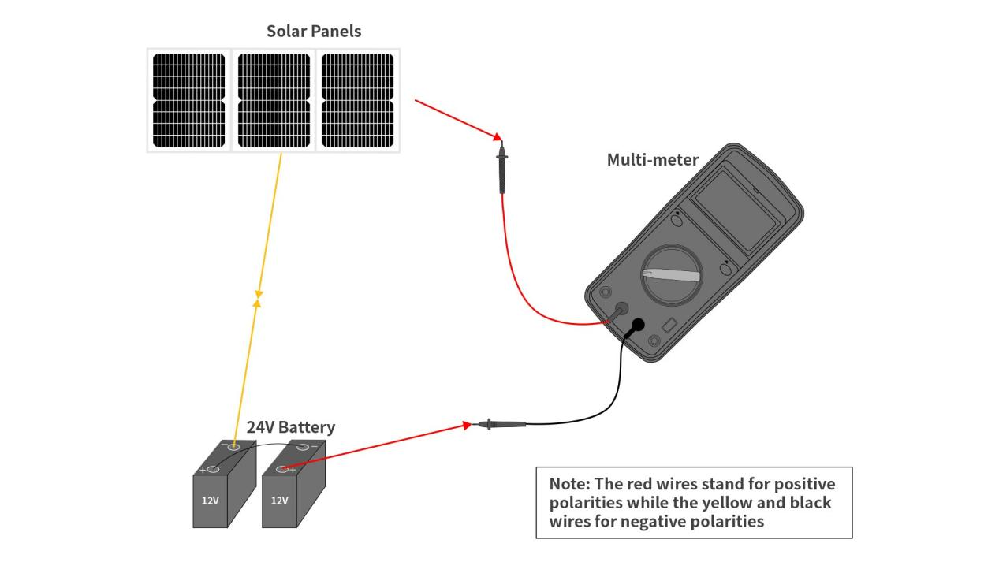 Solar Panels
Multi-meter
24V Battery
− −
+ +
12V 12V
Note: The red wires stand for positive
polarities while the yellow and black
wires for negative polarities